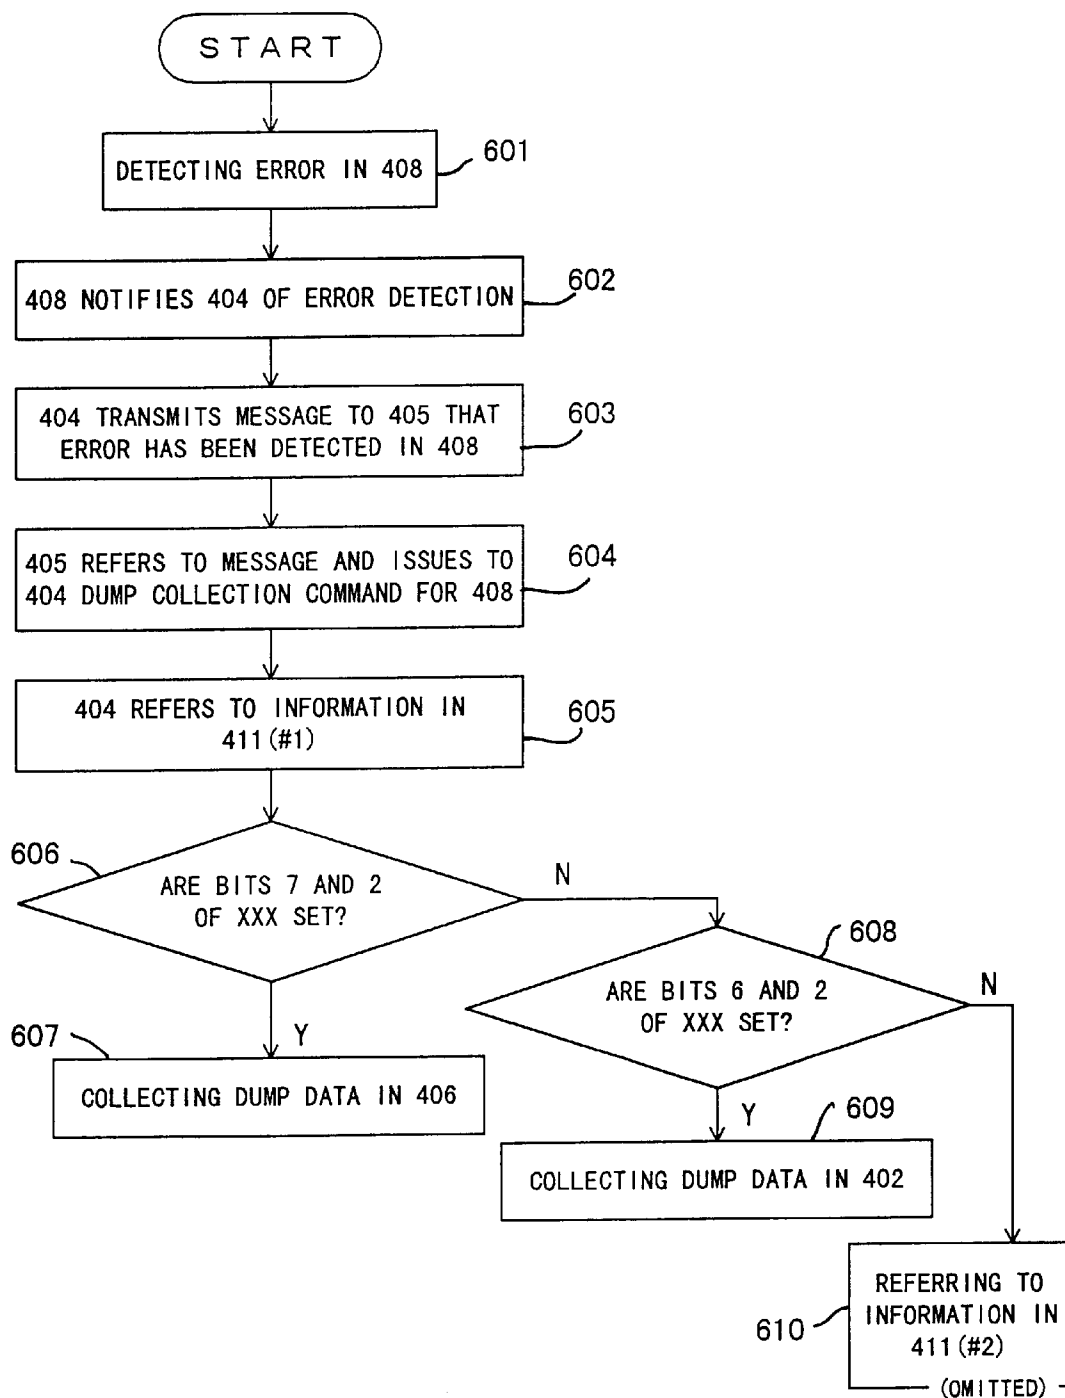 START
DETECTING ERROR IN 408
601
408 NOTIFIES 404 OF ERROR DETECTION
602
404 TRANSMITS MESSAGE TO 405 THAT
ERROR HAS BEEN DETECTED IN 408
603
405 REFERS TO MESSAGE AND ISSUES TO
404 DUMP COLLECTION COMMAND FOR 408
604
404 REFERS TO INFORMATION IN
411(#1)
605
606
ARE BITS 7 AND 2
OF XXX SET?
N
Y
607
COLLECTING DUMP DATA IN 406
608
ARE BITS 6 AND 2
OF XXX SET?
N
Y
609
COLLECTING DUMP DATA IN 402
610
REFERRING TO
INFORMATION IN
411(#2)
(OMITTED)